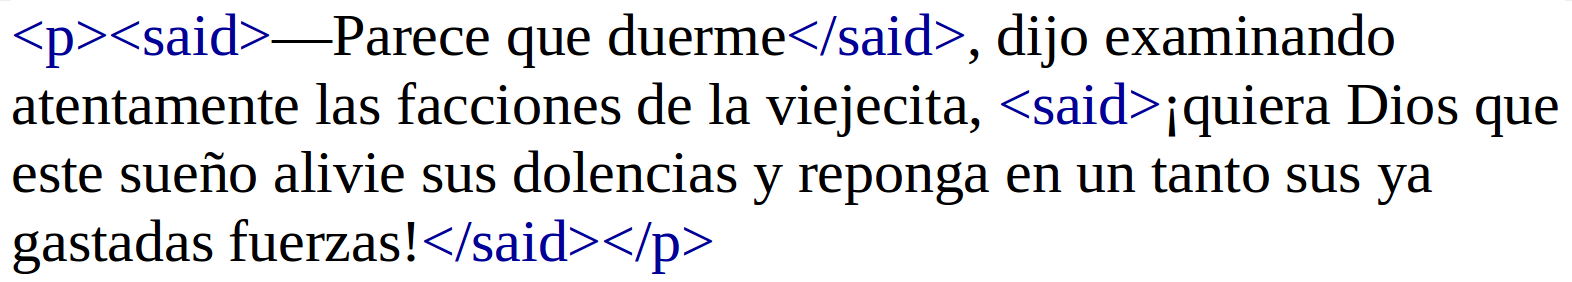 <p><said>—Parece que duerme</said>, dijo examinando
atentamente las facciones de la viejecita, <said>¡quiera Dios que
este sueño alivie sus dolencias y reponga en un tanto sus ya
gastadas fuerzas!</said></p>